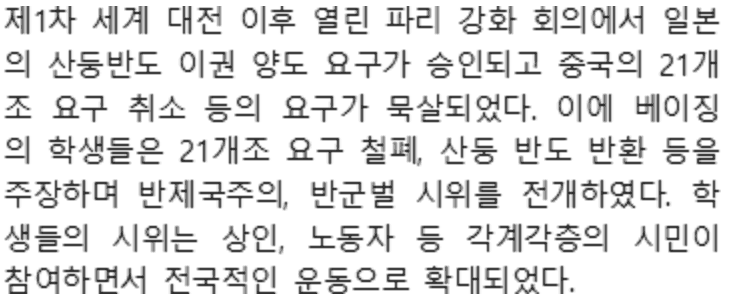 제1차 세계 대전 이후 열린 파리 강화 회의에서 일본
의 산둥반도 이권 양도 요구가 승인되고 중국의 21개
조 요구 취소 등의 요구가 묵살되었다. 이에 베이징
의 학생들은 21개조 요구 철폐, 산둥 반도 반환 등을
주장하며 반제국주의, 반군벌 시위를 전개하였다. 학
생들의 시위는 상인, 노동자 등 각계각층의 시민이
참여하면서 전국적인 운동으로 확대되었다.